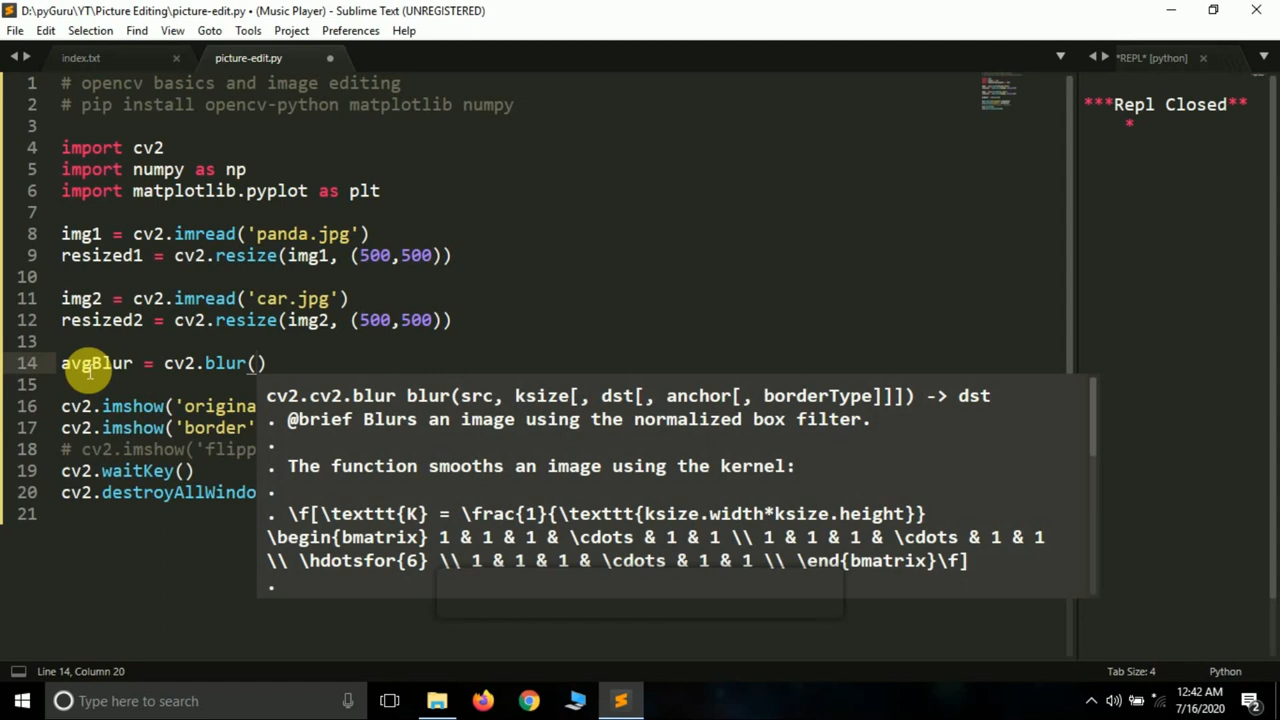 D:\pyGuru\YT\Picture Editing\picture-edit.py • (Music Player) - Sublime Text (UNREGISTERED)
File Edit Selection Find View Goto Tools Project Preferences Help
index.txt picture-edit.py *REPL* [python]
1 # opencv basics and image editing
2 # pip install opencv-python matplotlib numpy
3
4 import cv2
5 import numpy as np
6 import matplotlib.pyplot as plt
7
8 img1 = cv2.imread('panda.jpg')
9 resized1 = cv2.resize(img1, (500,500))
10
11 img2 = cv2.imread('car.jpg')
12 resized2 = cv2.resize(img2, (500,500))
13
14 avgBlur = cv2.blur()
15
16 cv2.imshow('origina
17 cv2.imshow('border'
18 # cv2.imshow('flipp
19 cv2.waitKey()
20 cv2.destroyAllWindo
21
cv2.cv2.blur blur(src, ksize[, dst[, anchor[, borderType]]]) -> dst
. @brief Blurs an image using the normalized box filter.
.
. The function smooths an image using the kernel:
.
. \f[\texttt{K} = \frac{1}{\texttt{ksize.width*ksize.height}}
\begin{bmatrix} 1 & 1 & 1 & \cdots & 1 & 1 \\ 1 & 1 & 1 & \cdots & 1 & 1
\\ \hdotsfor{6} \\ 1 & 1 & 1 & \cdots & 1 & 1 \\ \end{bmatrix}\f]
.
***Repl Closed**
*
Line 14, Column 20 Tab Size: 4 Python
Type here to search
12:42 AM
7/16/2020
2